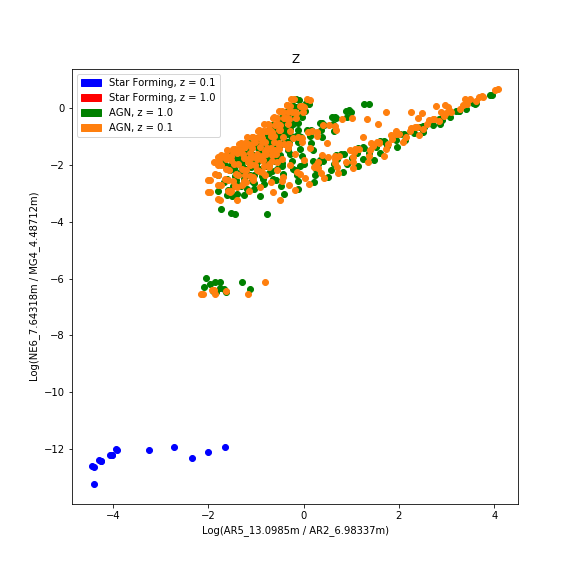 Z
Star Forming, z = 0.1
Star Forming, z = 1.0
AGN, z = 1.0
AGN, z = 0.1
0
−2
−4
−6
−8
−10
−12
Log(NE6_7.64318m / MG4_4.48712m)
−4 −2 0 2 4
Log(AR5_13.0985m / AR2_6.98337m)